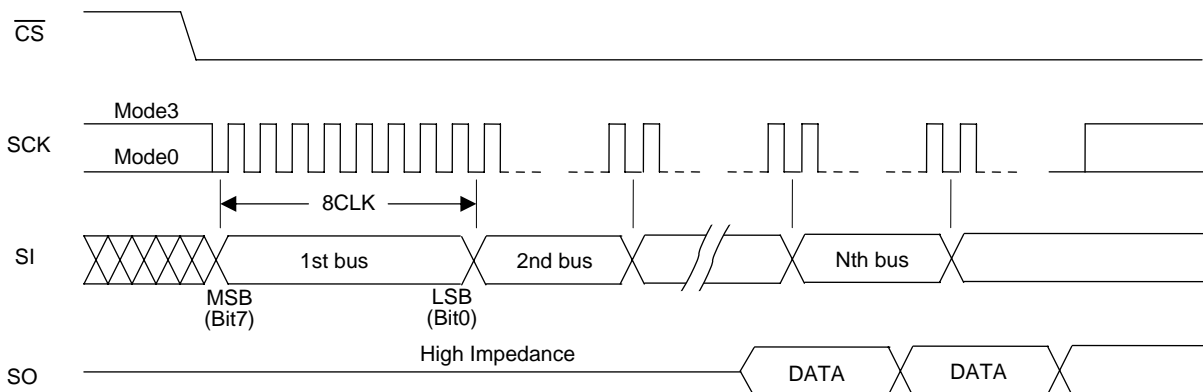 CS
Mode3
SCK
Mode0
8CLK
SI
1st bus
2nd bus
Nth bus
MSB
(Bit7)
LSB
(Bit0)
High Impedance
SO
DATA
DATA